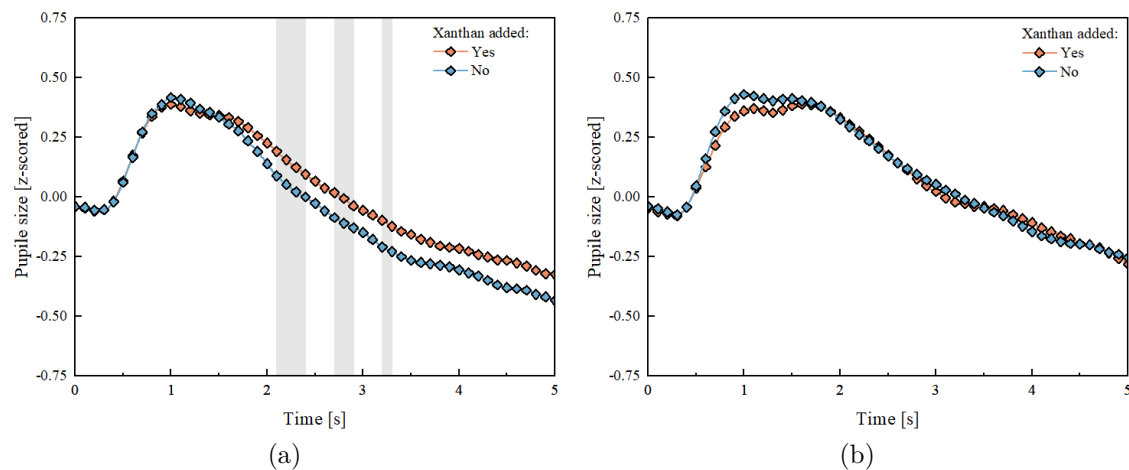 0.75
0.50
0.25
0.00
-0.25
-0.50
-0.75
Pupile size [z-scored]
Xanthan added:
Yes
No
0 1 2 3 4 5
Time [s]
(a)
0.75
0.50
0.25
0.00
-0.25
-0.50
-0.75
Pupile size [z-scored]
Xanthan added:
Yes
No
0 1 2 3 4 5
Time [s]
(b)